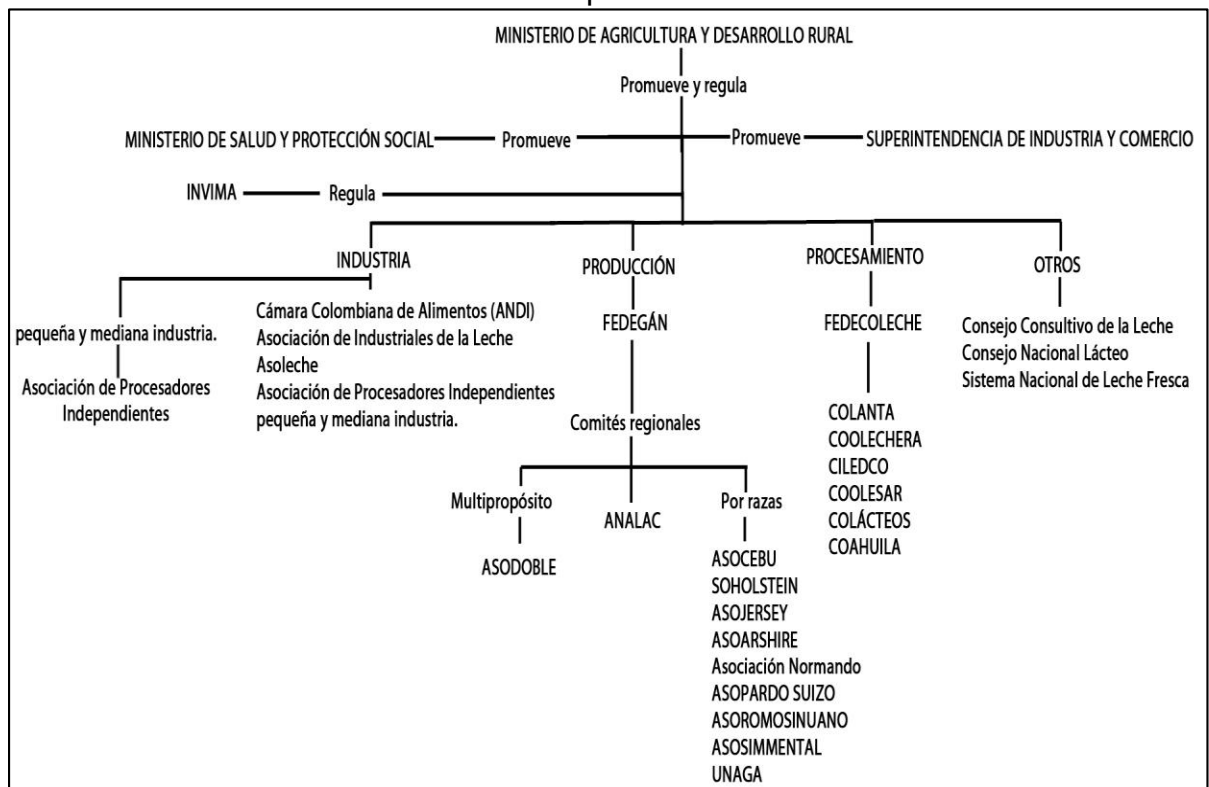 MINISTERIO DE AGRICULTURA Y DESARROLLO RURAL
Promueve y regula
MINISTERIO DE SALUD Y PROTECCIÓN SOCIAL
Promueve
Promueve
SUPERINTENDENCIA DE INDUSTRIA Y COMERCIO
INVIMA
Regula
INDUSTRIA
pequeña y mediana industria.
Asociación de Procesadores
Independientes
Cámara Colombiana de Alimentos (ANDI)
Asociación de Industriales de la Leche
Asoleche
Asociación de Procesadores Independientes
pequeña y mediana industria.
PRODUCCIÓN
FEDEGÁN
Comités regionales
Multipropósito
ASODOBLE
ANALAC
Por razas
ASOCEBU
SOHOLSTEIN
ASOJERSEY
ASOARSHIRE
Asociación Normando
ASOPARDO SUIZO
ASOROMOSINUANO
ASOSIMMENTAL
UNAGA
PROCESAMIENTO
FEDECOLECHE
COLANTA
COOLECHERA
CILEDCO
COOLESAR
COLÁCTEOS
COAHUILA
OTROS
Consejo Consultivo de la Leche
Consejo Nacional Lácteo
Sistema Nacional de Leche Fresca